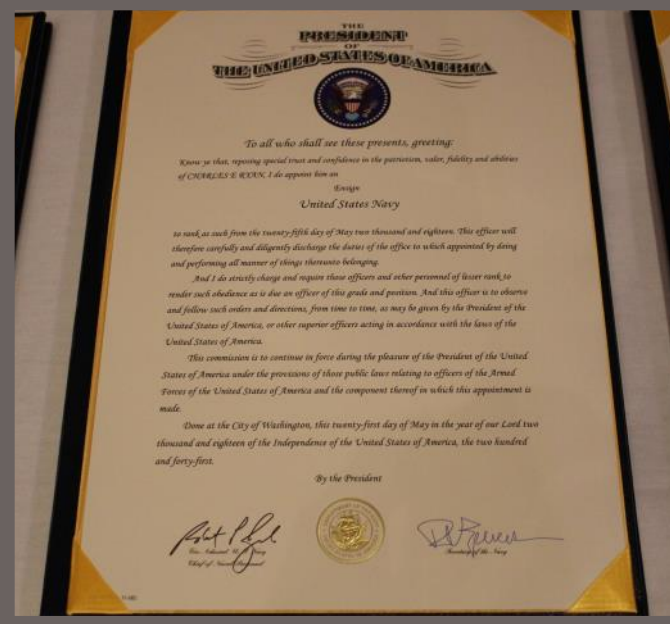 THE
PRESIDENT
OF
THE UNITED STATES OF AMERICA
To all who shall see these presents, greeting:
Know ye that, reposing special trust and confidence in the patriotism, valor, fidelity and abilities
of CHARLES E RYAN, I do appoint him an
Ensign
United States Navy
to rank as such from the twenty-fifth day of May two thousand and eighteen. This officer will
therefore carefully and diligently discharge the duties of the office to which appointed by doing
and performing all manner of things thereunto belonging.
And I do strictly charge and require those officers and other personnel of lesser rank to
render such obedience as is due an officer of this grade and position. And this officer is to observe
and follow such orders and directions, from time to time, as may be given by the President of the
United States of America, or other superior officers acting in accordance with the laws of the
United States of America.
This commission is to continue in force during the pleasure of the President of the United
States of America under the provisions of those public laws relating to officers of the Armed
Forces of the United States of America and the component thereof in which this appointment is
made.
Done at the City of Washington, this twenty-first day of May in the year of our Lord two
thousand and eighteen of the Independence of the United States of America, the two hundred
and forty-first.
By the President
Vice Admiral, U. S. Navy
Chief of Naval Personnel
Secretary of the Navy